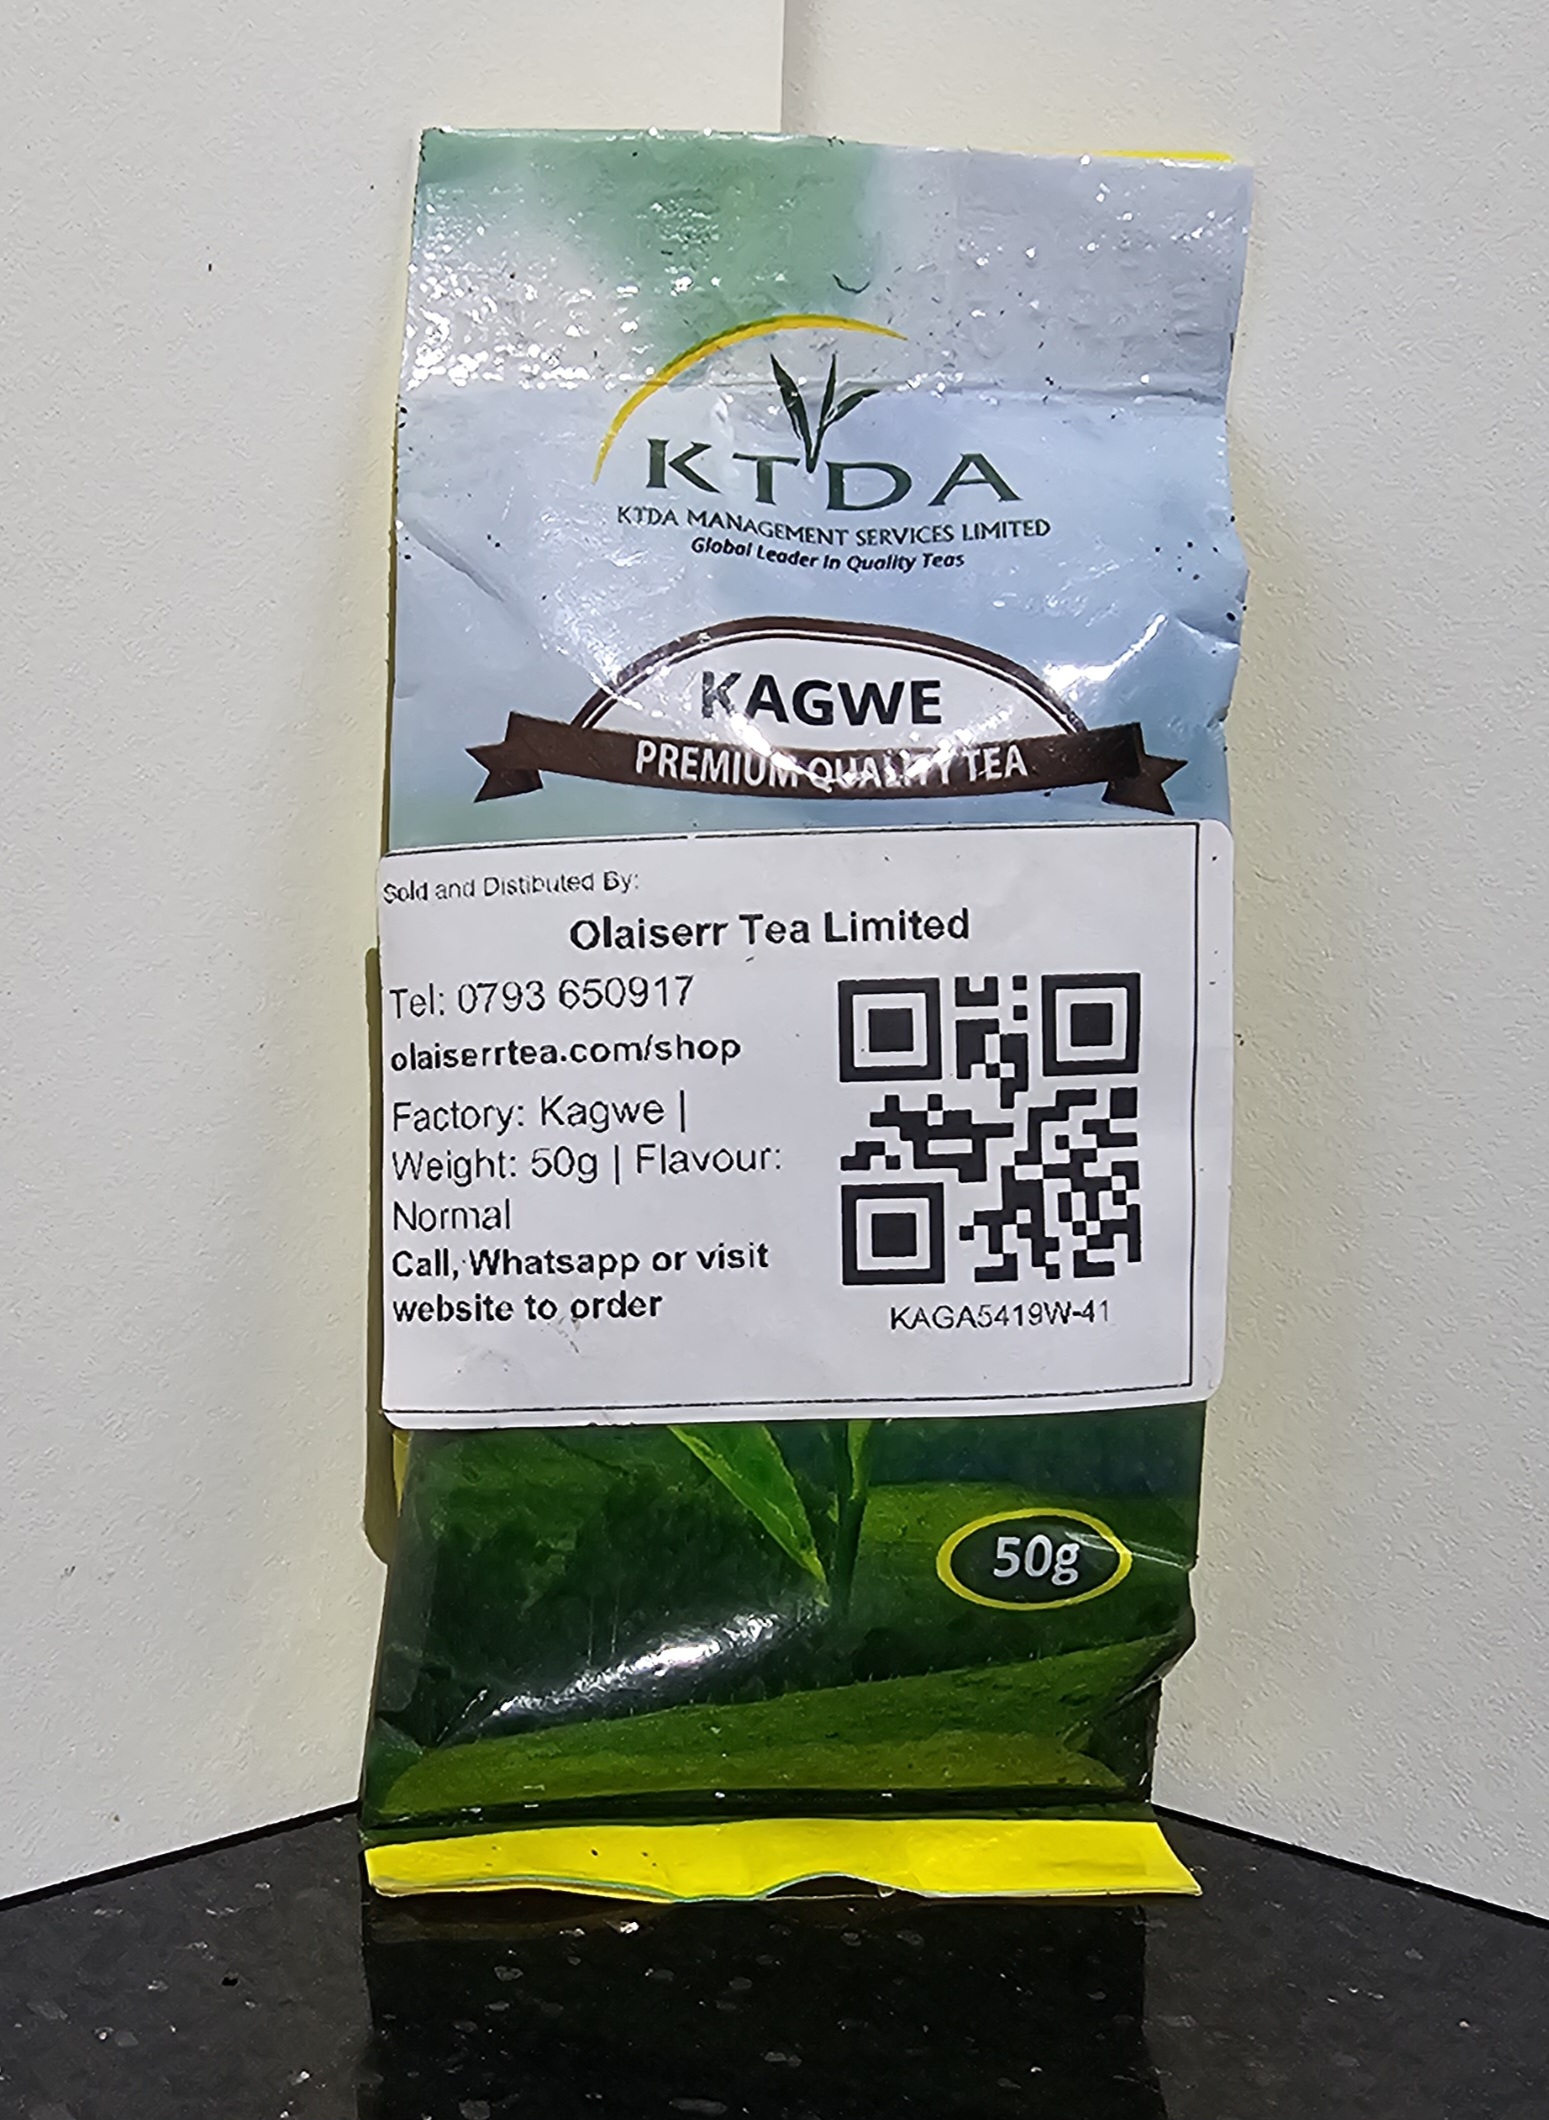 KTDA
KTDA MANAGEMENT SERVICES LIMITED
Global Leader In Quality Teas
KAGWE
PREMIUM QUALITY TEA
Sold and Distibuted By:
Olaiserr Tea Limited
Tel: 0793 650917
olaiserrtea.com/shop
Factory: Kagwe |
Weight: 50g | Flavour:
Normal
Call, Whatsapp or visit
website to order
KAGA5419W-41
50g